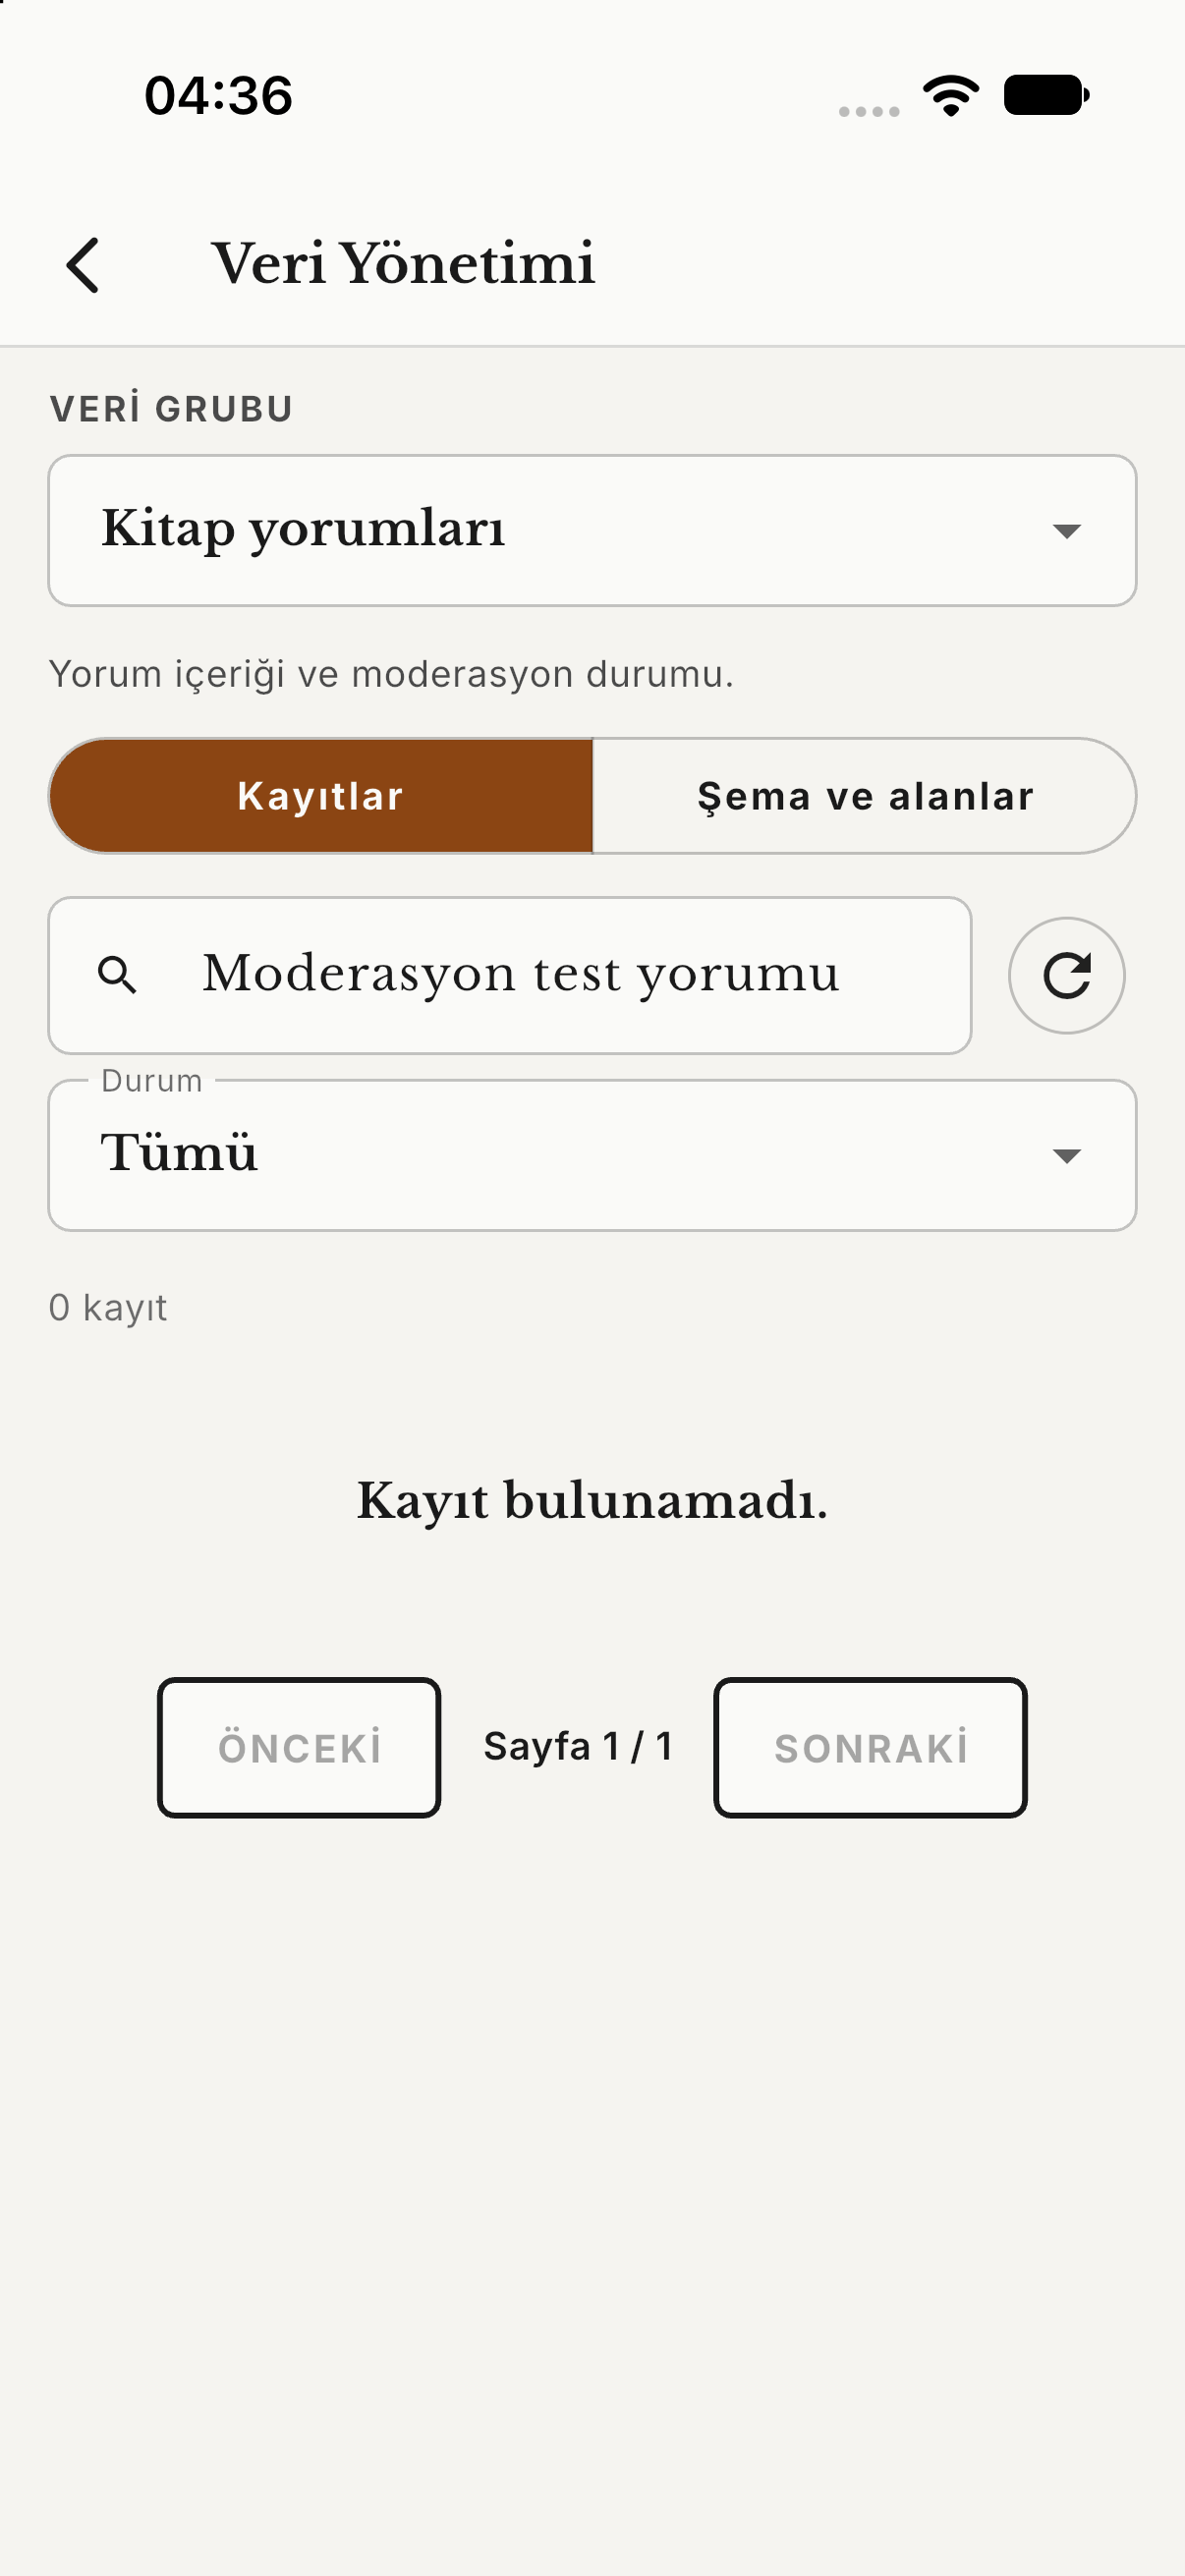 04:36
Veri Yönetimi
VERİ GRUBU
Kitap yorumları
Yorum içeriği ve moderasyon durumu.
Kayıtlar
Şema ve alanlar
Moderasyon test yorumu
Durum
Tümü
0 kayıt
Kayıt bulunamadı.
ÖNCEKİ
Sayfa 1 / 1
SONRAKİ